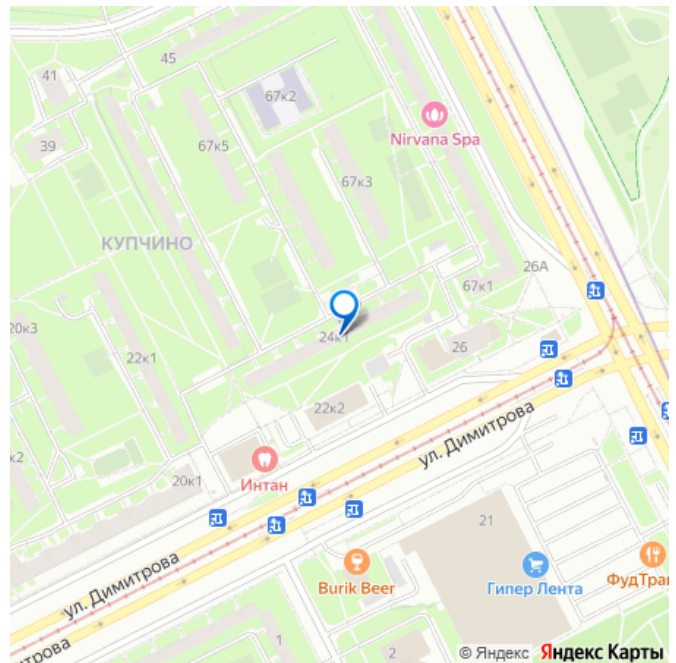 45
41
67к2
Nirvana Spa
39
67к5
67к3
КУПЧИНО
26А
67к1
20к3
24к1
26
22к1
22к2
ул. Димитрова
к2
Интан
20к1
21
Burik Beer
Гипер Лента
ФудТра
ул. Димитрова
трова
1
2
© Яндекс Яндекс Карты